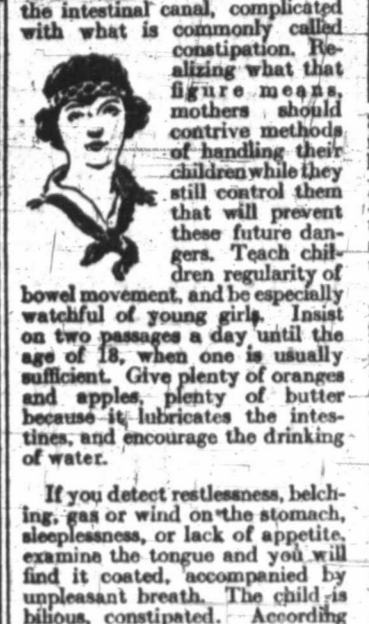 the intestinal canal, complicated
with what is commonly called
constipation. Re-
alizing what that
figure means,
mothers should
contrive methods
of handling their
children while they
still control them
that will prevent
these future dan-
gers. Teach chil-
dren regularity of
bowel movement, and be especially
watchful of young girls. Insist
on two passages a day until the
age of 18, when one is usually
sufficient. Give plenty of oranges
and apples, plenty of butter
because it lubricates the intes-
tines, and encourage the drinking
of water.
If you detect restlessness, belch-
ing, gas or wind on the stomach,
sleeplessness, or lack of appetite,
examine the tongue and you will
find it coated, accompanied by
unpleasant breath. The child is
bilious, constipated. According